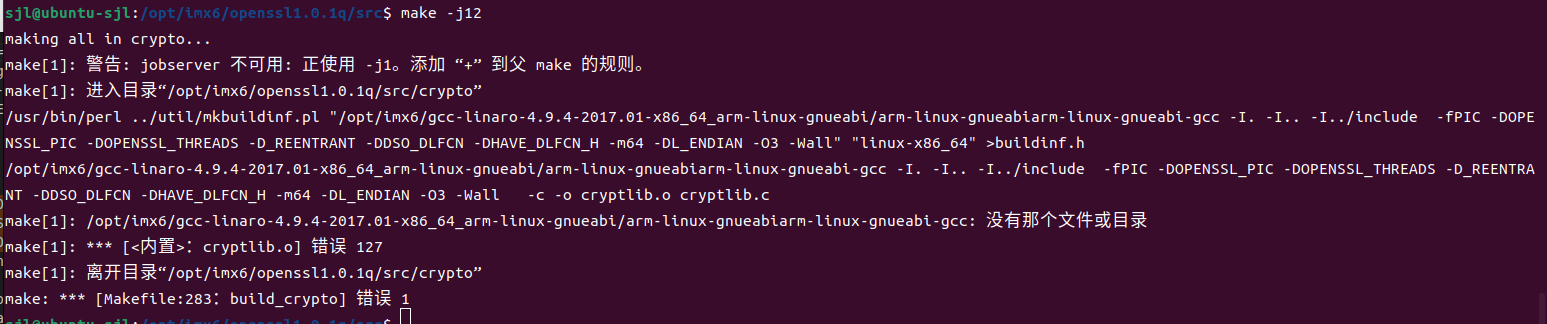 sjl@ubuntu-sjl:/opt/imx6/openssl1.0.1q/src$ make -j12
making all in crypto...
make[1]: 警告: jobserver 不可用: 正使用 -j1。添加 “+” 到父 make 的规则。
make[1]: 进入目录“/opt/imx6/openssl1.0.1q/src/crypto”
/usr/bin/perl ../util/mkbuildinf.pl "/opt/imx6/gcc-linaro-4.9.4-2017.01-x86_64_arm-linux-gnueabi/arm-linux-gnueabiarm-linux-gnueabi-gcc -I. -I.. -I../include  -fPIC -DOPE
NSSL_PIC -DOPENSSL_THREADS -D_REENTRANT -DDSO_DLFCN -DHAVE_DLFCN_H -m64 -DL_ENDIAN -O3 -Wall" "linux-x86_64" >buildinf.h
/opt/imx6/gcc-linaro-4.9.4-2017.01-x86_64_arm-linux-gnueabi/arm-linux-gnueabiarm-linux-gnueabi-gcc -I. -I.. -I../include  -fPIC -DOPENSSL_PIC -DOPENSSL_THREADS -D_REENTRA
NT -DDSO_DLFCN -DHAVE_DLFCN_H -m64 -DL_ENDIAN -O3 -Wall   -c -o cryptlib.o cryptlib.c
make[1]: /opt/imx6/gcc-linaro-4.9.4-2017.01-x86_64_arm-linux-gnueabi/arm-linux-gnueabiarm-linux-gnueabi-gcc: 没有那个文件或目录
make[1]: *** [<内置>：cryptlib.o] 错误 127
make[1]: 离开目录“/opt/imx6/openssl1.0.1q/src/crypto”
make: *** [Makefile:283：build_crypto] 错误 1
sjl@ubuntu-sjl:/opt/imx6/openssl1.0.1q/src$